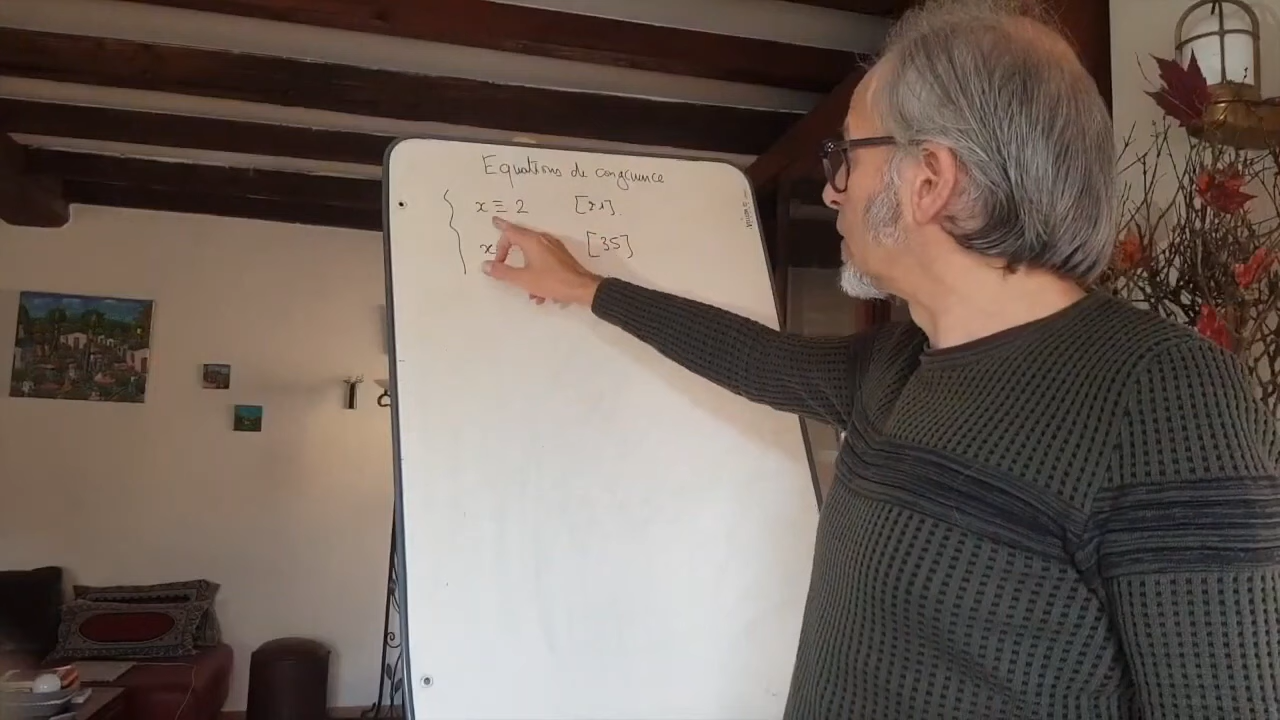 Equations de congruence
x ≡ 2 [21]
x [35]